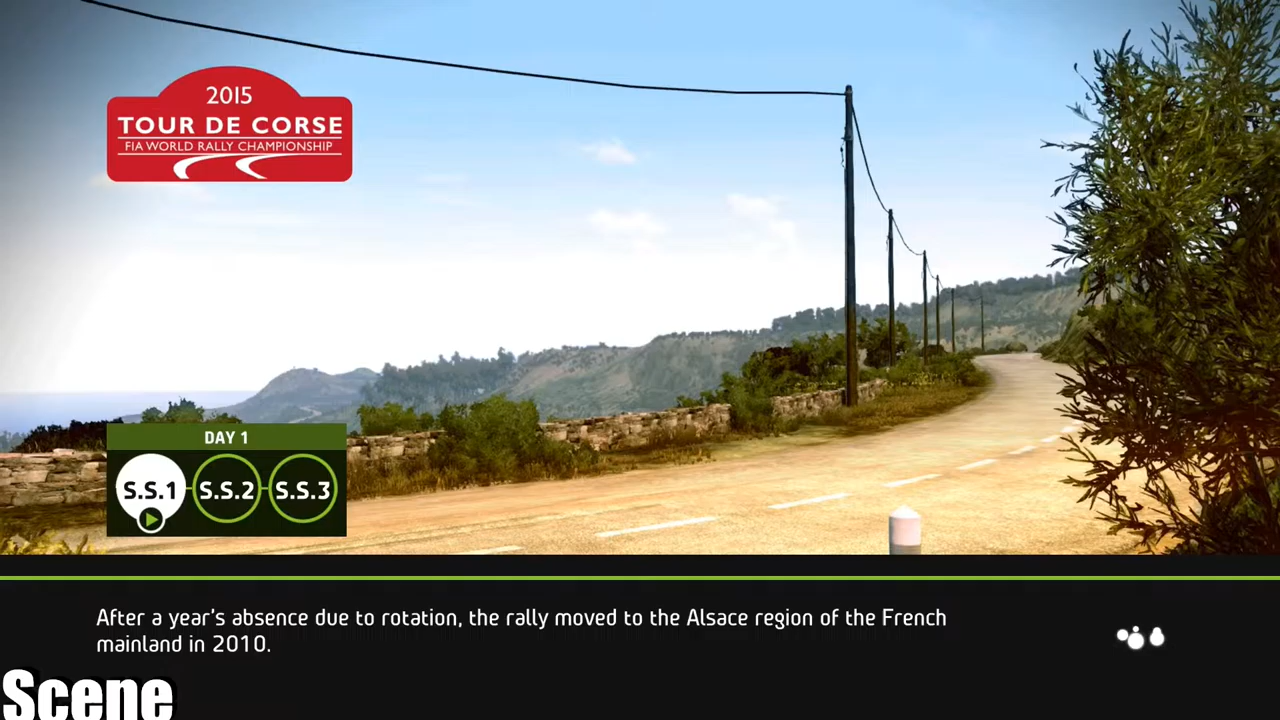 2015
TOUR DE CORSE
FIA WORLD RALLY CHAMPIONSHIP
DAY 1
S.S.1 S.S.2 S.S.3
After a year's absence due to rotation, the rally moved to the Alsace region of the French
mainland in 2010.
Scene